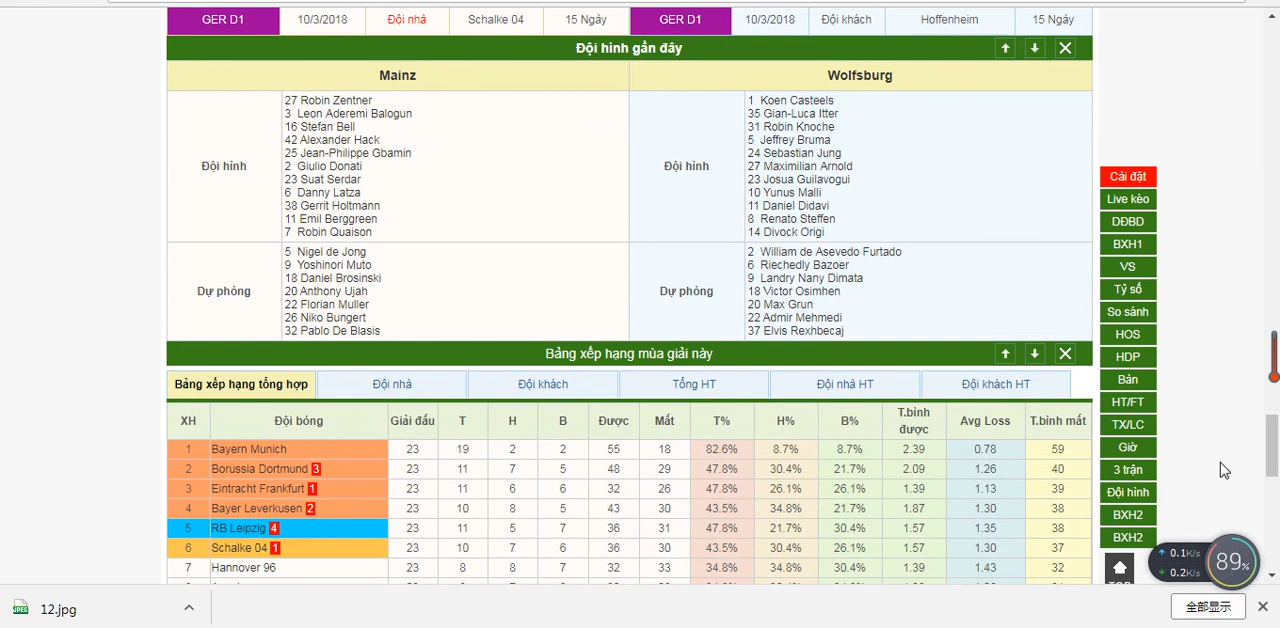 GER D1 10/3/2018 Đội nhà Schalke 04 15 Ngày GER D1 10/3/2018 Đội khách Hoffenheim 15 Ngày
Đội hình gần đây
Mainz Wolfsburg
Đội hình
27 Robin Zentner
3 Leon Aderemi Balogun
16 Stefan Bell
42 Alexander Hack
25 Jean-Philippe Gbamin
2 Giulio Donati
23 Suat Serdar
6 Danny Latza
38 Gerrit Holtmann
11 Emil Berggreen
7 Robin Quaison
Đội hình
1 Koen Casteels
35 Gian-Luca Itter
31 Robin Knoche
5 Jeffrey Bruma
24 Sebastian Jung
27 Maximilian Arnold
23 Josua Guilavogui
10 Yunus Malli
11 Daniel Didavi
8 Renato Steffen
14 Divock Origi
Dự phòng
5 Nigel de Jong
9 Yoshinori Muto
18 Daniel Brosinski
20 Anthony Ujah
22 Florian Muller
26 Niko Bungert
32 Pablo De Blasis
Dự phòng
2 William de Asevedo Furtado
6 Riechedly Bazoer
9 Landry Nany Dimata
18 Victor Osimhen
20 Max Grun
22 Admir Mehmedi
37 Elvis Rexhbecaj
Bảng xếp hạng mùa giải này
Bảng xếp hạng tổng hợp Đội nhà Đội khách Tổng HT Đội nhà HT Đội khách HT
XH Đội bóng Giải đấu T H B Được Mất T% H% B% T.bình được Avg Loss T.bình mất
1 Bayern Munich 23 19 2 2 55 18 82.6% 8.7% 8.7% 2.39 0.78 59
2 Borussia Dortmund 3 23 11 7 5 48 29 47.8% 30.4% 21.7% 2.09 1.26 40
3 Eintracht Frankfurt 1 23 11 6 6 32 26 47.8% 26.1% 26.1% 1.39 1.13 39
4 Bayer Leverkusen 2 23 10 8 5 43 30 43.5% 34.8% 21.7% 1.87 1.30 38
5 RB Leipzig 4 23 11 5 7 36 31 47.8% 21.7% 30.4% 1.57 1.35 38
6 Schalke 04 1 23 10 7 6 36 30 43.5% 30.4% 26.1% 1.57 1.30 37
7 Hannover 96 23 8 8 7 32 33 34.8% 34.8% 30.4% 1.39 1.43 32
Cài đặt
Live kèo
DĐBD
BXH1
VS
Tỷ số
So sánh
HOS
HDP
Bàn
HT/FT
TX/LC
Giờ
3 trận
Đội hình
BXH2
BXH2
TOP
0.1K/s
0.2K/s
89%
JPEG 12.jpg
全部显示